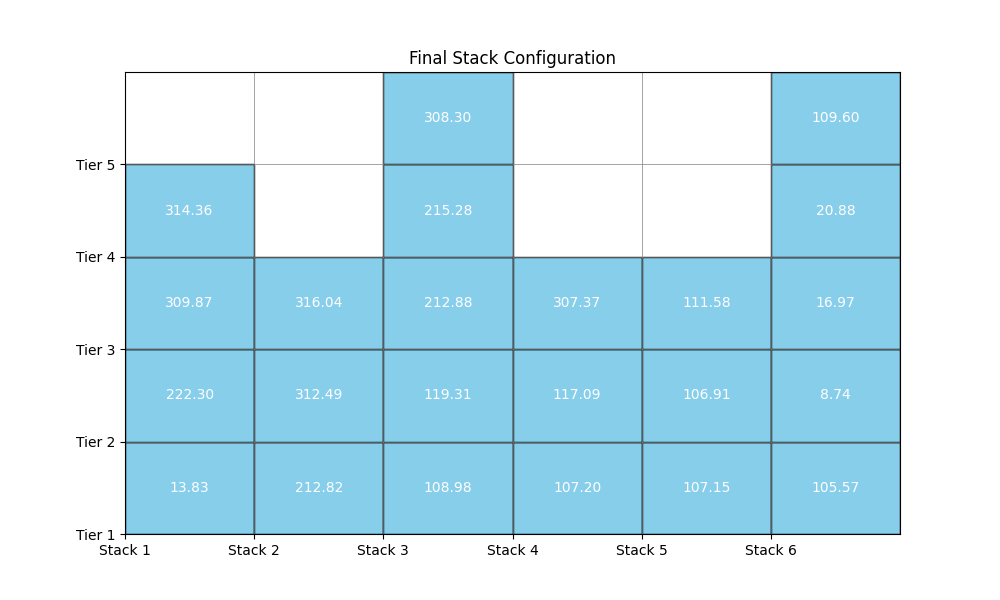 Final Stack Configuration
308.30 109.60
Tier 5
314.36 215.28 20.88
Tier 4
309.87 316.04 212.88 307.37 111.58 16.97
Tier 3
222.30 312.49 119.31 117.09 106.91 8.74
Tier 2
13.83 212.82 108.98 107.20 107.15 105.57
Tier 1
Stack 1 Stack 2 Stack 3 Stack 4 Stack 5 Stack 6